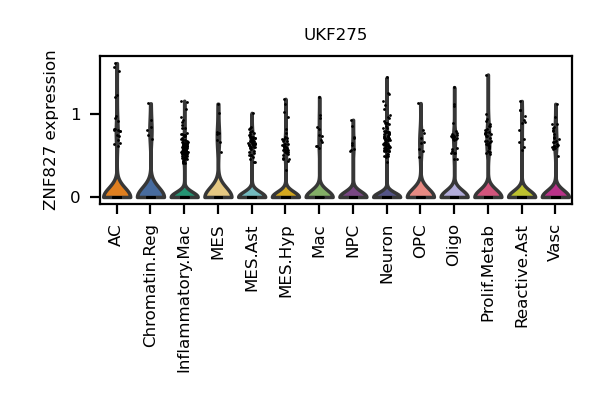 UKF275
ZNF827 expression
1
0
AC
Chromatin.Reg
Inflammatory.Mac
MES
MES.Ast
MES.Hyp
Mac
NPC
Neuron
OPC
Oligo
Prolif.Metab
Reactive.Ast
Vasc